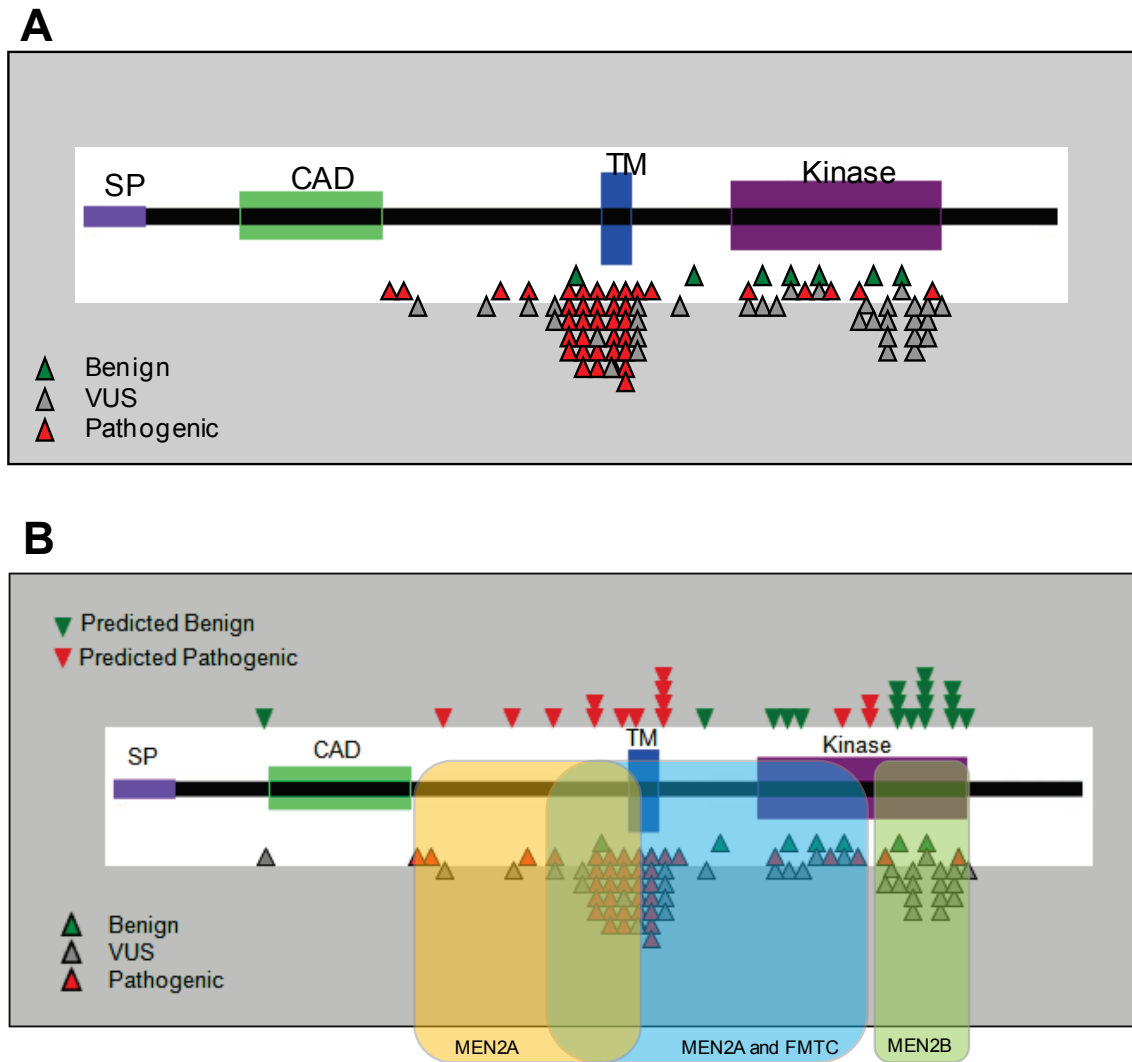 A
SP
CAD
TM
Kinase
Benign
VUS
Pathogenic
B
Predicted Benign
Predicted Pathogenic
SP
CAD
TM
Kinase
Benign
VUS
Pathogenic
MEN2A
MEN2A and FMTC
MEN2B